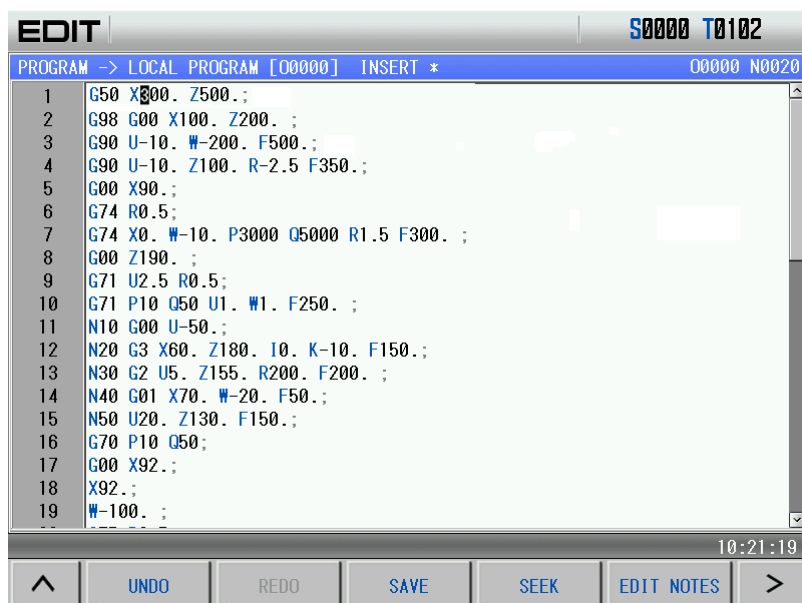 EDIT S0000 T0102
PROGRAM -> LOCAL PROGRAM [O0000] INSERT * O0000 N0020
1 G50 X300. Z500.;
2 G98 G00 X100. Z200. ;
3 G90 U-10. W-200. F500.;
4 G90 U-10. Z100. R-2.5 F350.;
5 G00 X90.;
6 G74 R0.5;
7 G74 X0. W-10. P3000 Q5000 R1.5 F300. ;
8 G00 Z190. ;
9 G71 U2.5 R0.5;
10 G71 P10 Q50 U1. W1. F250. ;
11 N10 G00 U-50.;
12 N20 G3 X60. Z180. I0. K-10. F150.;
13 N30 G2 U5. Z155. R200. F200. ;
14 N40 G01 X70. W-20. F50.;
15 N50 U20. Z130. F150.;
16 G70 P10 Q50;
17 G00 X92.;
18 X92.;
19 W-100. ;
10:21:19
UNDO REDO SAVE SEEK EDIT NOTES >